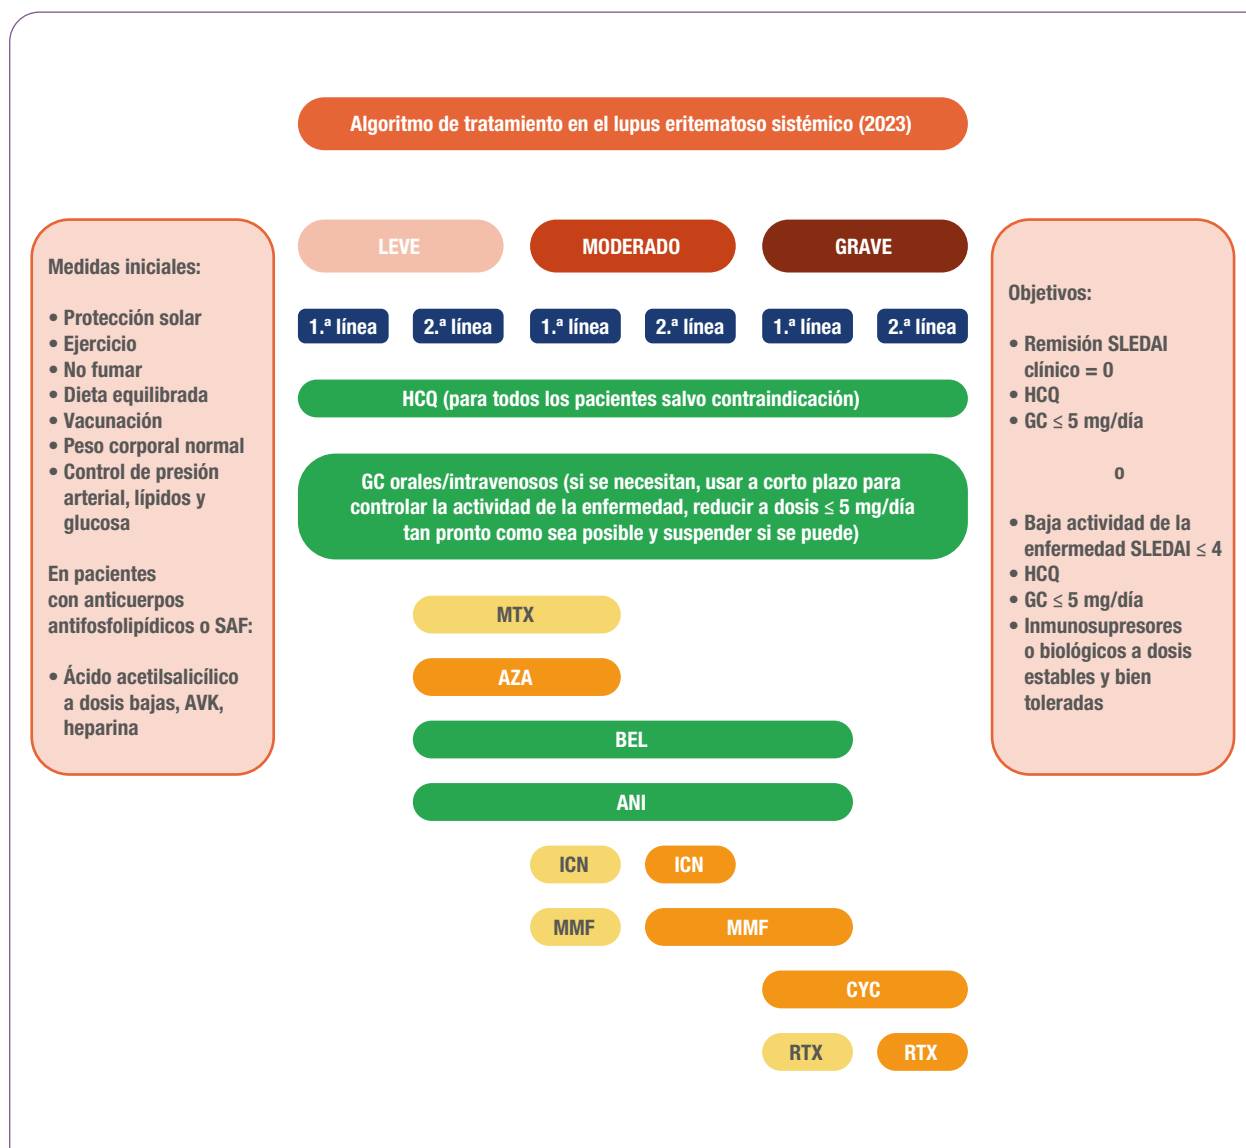 Algoritmo de tratamiento en el lupus eritematoso sistémico (2023)
Medidas iniciales:
• Protección solar
• Ejercicio
• No fumar
• Dieta equilibrada
• Vacunación
• Peso corporal normal
• Control de presión
arterial, lípidos y
glucosa
En pacientes
con anticuerpos
antifosfolipídicos o SAF:
• Ácido acetilsalicílico
a dosis bajas, AVK,
heparina
LEVE
MODERADO
GRAVE
1.ª línea
2.ª línea
1.ª línea
2.ª línea
1.ª línea
2.ª línea
HCQ (para todos los pacientes salvo contraindicación)
GC orales/intravenosos (si se necesitan, usar a corto plazo para
controlar la actividad de la enfermedad, reducir a dosis ≤ 5 mg/día
tan pronto como sea posible y suspender si se puede)
MTX
AZA
BEL
ANI
ICN
ICN
MMF
MMF
CYC
RTX
RTX
Objetivos:
• Remisión SLEDAI
clínico = 0
• HCQ
• GC ≤ 5 mg/día
o
• Baja actividad de la
enfermedad SLEDAI ≤ 4
• HCQ
• GC ≤ 5 mg/día
• Inmunosupresores
o biológicos a dosis
estables y bien
toleradas